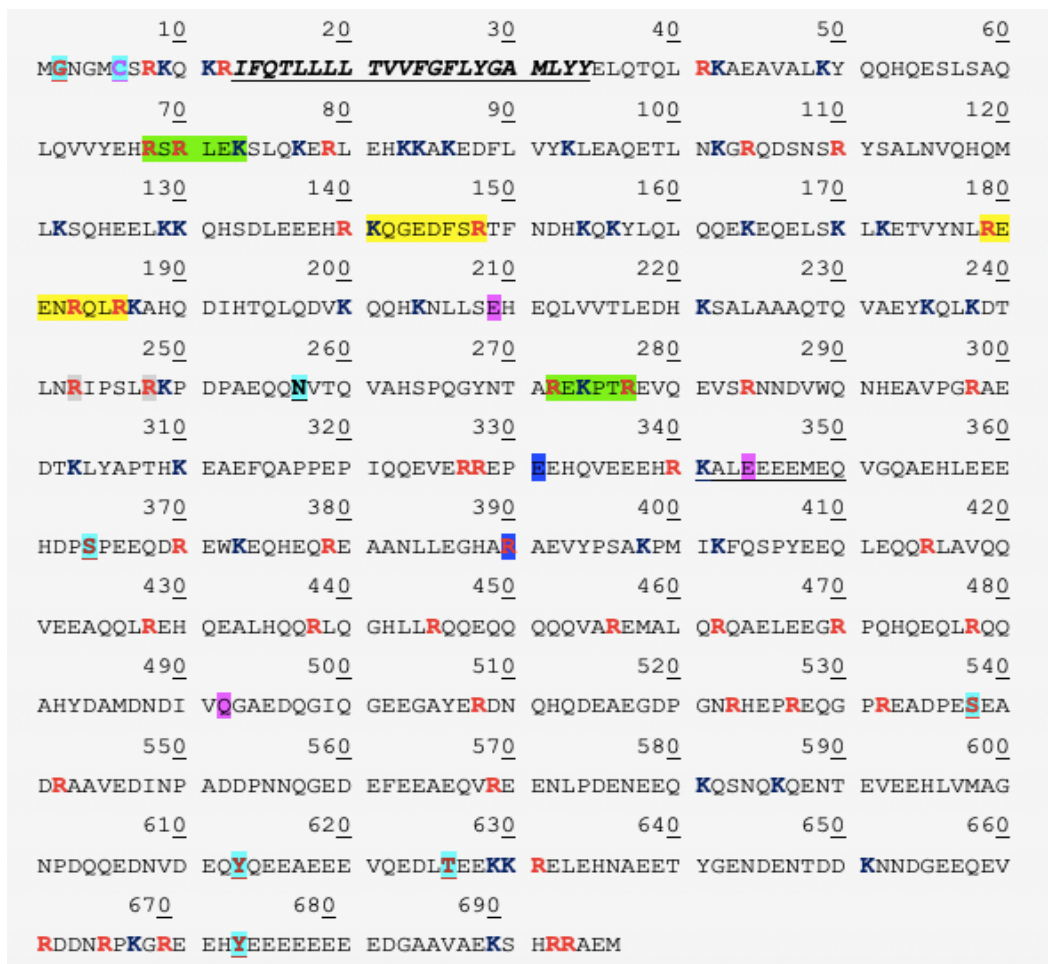 10 20 30 40 50 60
MGNGMCSRKQ KRIFQTLLLL TVVFGFLYGA MLYYELQTQL RKAEAVALKY QQHQESLSAQ
70 80 90 100 110 120
LQVVYEHRSR LEKSLQKERL EHKKAKEDFL VYKLEAQETL NKGRQDSNSR YSALNVQHQM
130 140 150 160 170 180
LKSQHEELKK QHSDLEEEHR KQGEDFSRTF NDHKQKYLQL QQEKEQELSK LKETVYNLRE
190 200 210 220 230 240
ENRQLRKAHQ DIHTQLQDVK QQHKNLLSEH EQLVVTLEDH KSALAAAQTQ VAEYKQLKDT
250 260 270 280 290 300
LNRIPSLRKP DPAEQQNVTQ VAHSPQGYNT AREKPTREVQ EVSRNNDVWQ NHEAVPGRAE
310 320 330 340 350 360
DTKLYAPTHK EAEFQAPPEP IQQEVERREP EEHQVEEEHR KALEEEEMEQ VGQAEHLEEE
370 380 390 400 410 420
HDPSPEEQDR EWKEQHEQRE AANLLEGHAR AEVYPSAKPM IKFQSPYEEQ LEQQRLAVQQ
430 440 450 460 470 480
VEEAQQLREH QEALHQQRLQ GHLLRQQEQQ QQQVAREMAL QRQAELEEGR PQHQEQLRQQ
490 500 510 520 530 540
AHYDAMDNDI VQGAEDQGIQ GEEGAYERDN QHQDEAEGDP GNRHEPREQG PREADPESEA
550 560 570 580 590 600
DRAAVEDINP ADDPNNQGED EFEEAEQVRE ENLPDENEEQ KQSNQKQENT EVEEHLVMAG
610 620 630 640 650 660
NPDQQEDNVD EQYQEEAEEE VQEDLTEEKK RELEHNAEET YGENDENTDD KNNDGEEQEV
670 680 690
RDDNRPKGRE EHYEEEEEEE EDGAAVAEKS HRRAEM